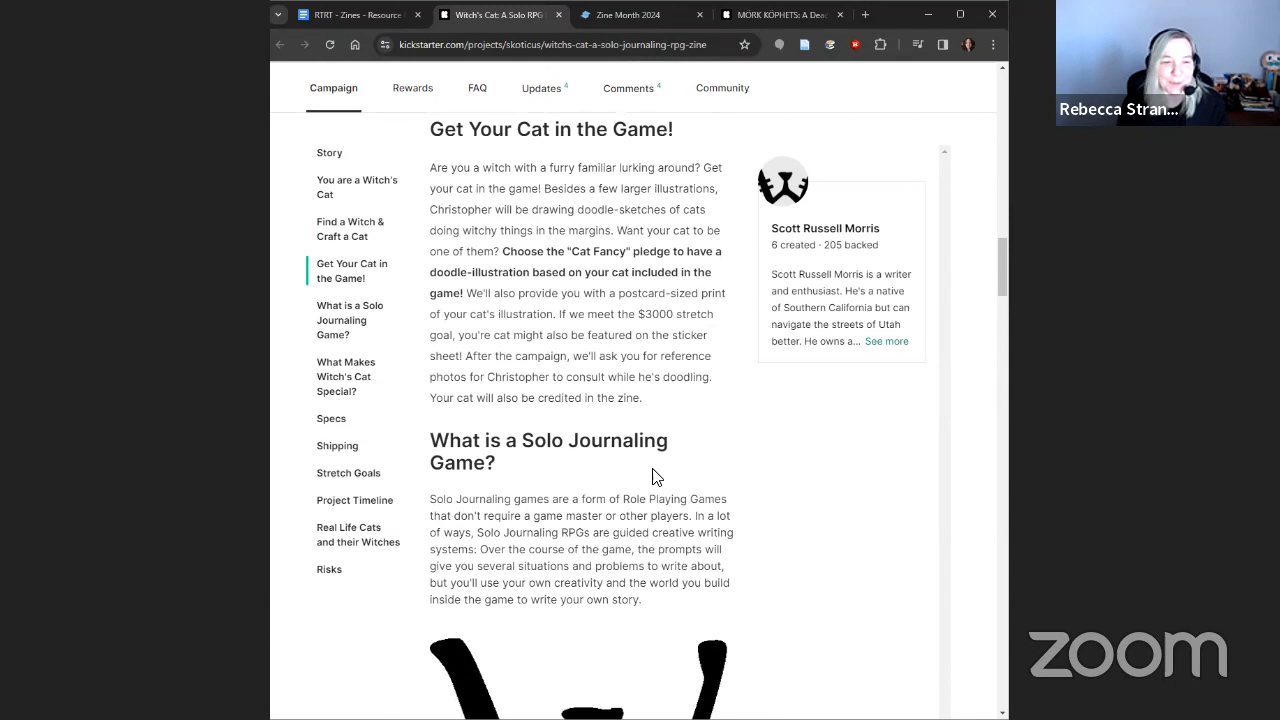 RTRT - Zines - Resource
Witch's Cat: A Solo RPG
Zine Month 2024
MÖRK KÖPHETS: A Dea
kickstarter.com/projects/skoticus/witchs-cat-a-solo-journaling-rpg-zine
Campaign
Rewards
FAQ
Updates 4
Comments 4
Community
Story
You are a Witch's
Cat
Find a Witch &
Craft a Cat
Get Your Cat in
the Game!
What is a Solo
Journaling
Game?
What Makes
Witch's Cat
Special?
Specs
Shipping
Stretch Goals
Project Timeline
Real Life Cats
and their Witches
Risks
Get Your Cat in the Game!
Are you a witch with a furry familiar lurking around? Get
your cat in the game! Besides a few larger illustrations,
Christopher will be drawing doodle-sketches of cats
doing witchy things in the margins. Want your cat to be
one of them? Choose the "Cat Fancy" pledge to have a
doodle-illustration based on your cat included in the
game! We'll also provide you with a postcard-sized print
of your cat's illustration. If we meet the $3000 stretch
goal, you're cat might also be featured on the sticker
sheet! After the campaign, we'll ask you for reference
photos for Christopher to consult while he's doodling.
Your cat will also be credited in the zine.
What is a Solo Journaling
Game?
Solo Journaling games are a form of Role Playing Games
that don't require a game master or other players. In a lot
of ways, Solo Journaling RPGs are guided creative writing
systems: Over the course of the game, the prompts will
give you several situations and problems to write about,
but you'll use your own creativity and the world you build
inside the game to write your own story.
Scott Russell Morris
6 created · 205 backed
Scott Russell Morris is a writer
and enthusiast. He's a native
of Southern California but can
navigate the streets of Utah
better. He owns a... See more
Rebecca Stran...
zoom